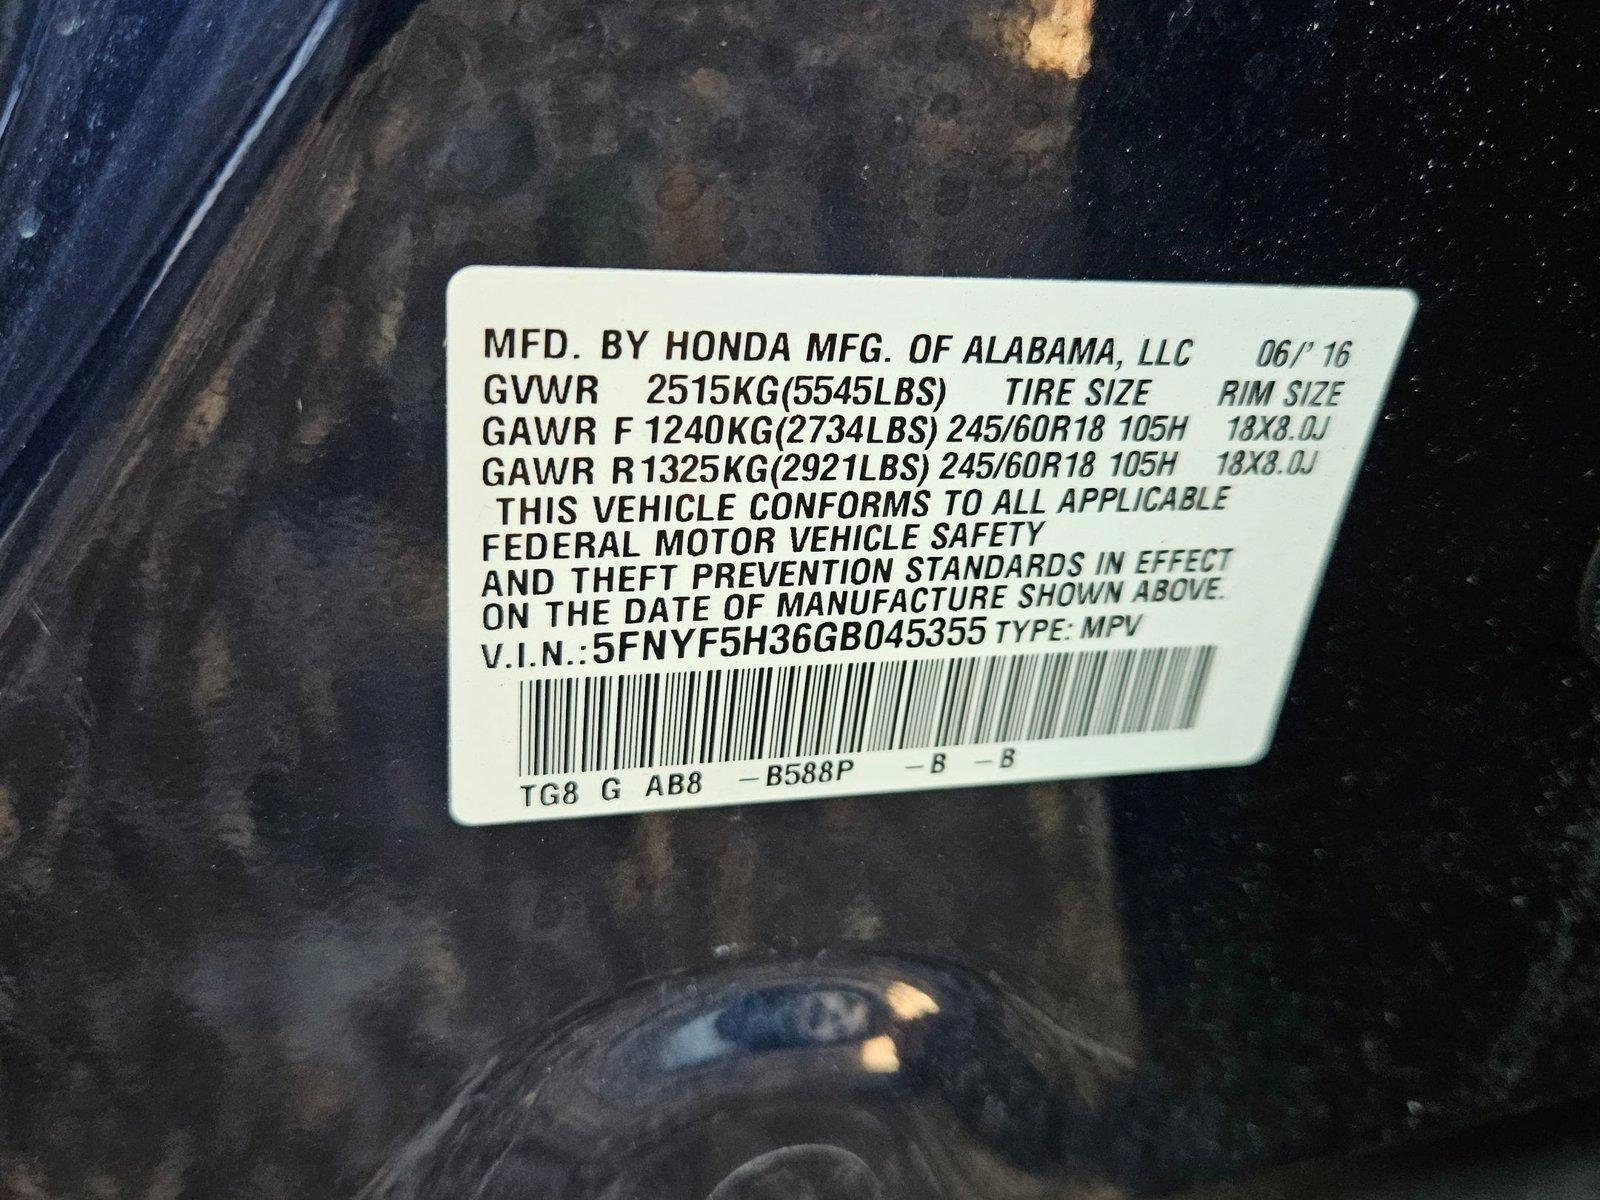 MFD. BY HONDA MFG. OF ALABAMA, LLC 06/' 16
GVWR 2515KG(5545LBS) TIRE SIZE RIM SIZE
GAWR F 1240KG(2734LBS) 245/60R18 105H 18X8.0J
GAWR R 1325KG(2921LBS) 245/60R18 105H 18X8.0J
THIS VEHICLE CONFORMS TO ALL APPLICABLE
FEDERAL MOTOR VEHICLE SAFETY
AND THEFT PREVENTION STANDARDS IN EFFECT
ON THE DATE OF MANUFACTURE SHOWN ABOVE.
V.I.N.: 5FNYF5H36GB045355 TYPE: MPV
TG8 G AB8 -B588P -B -B